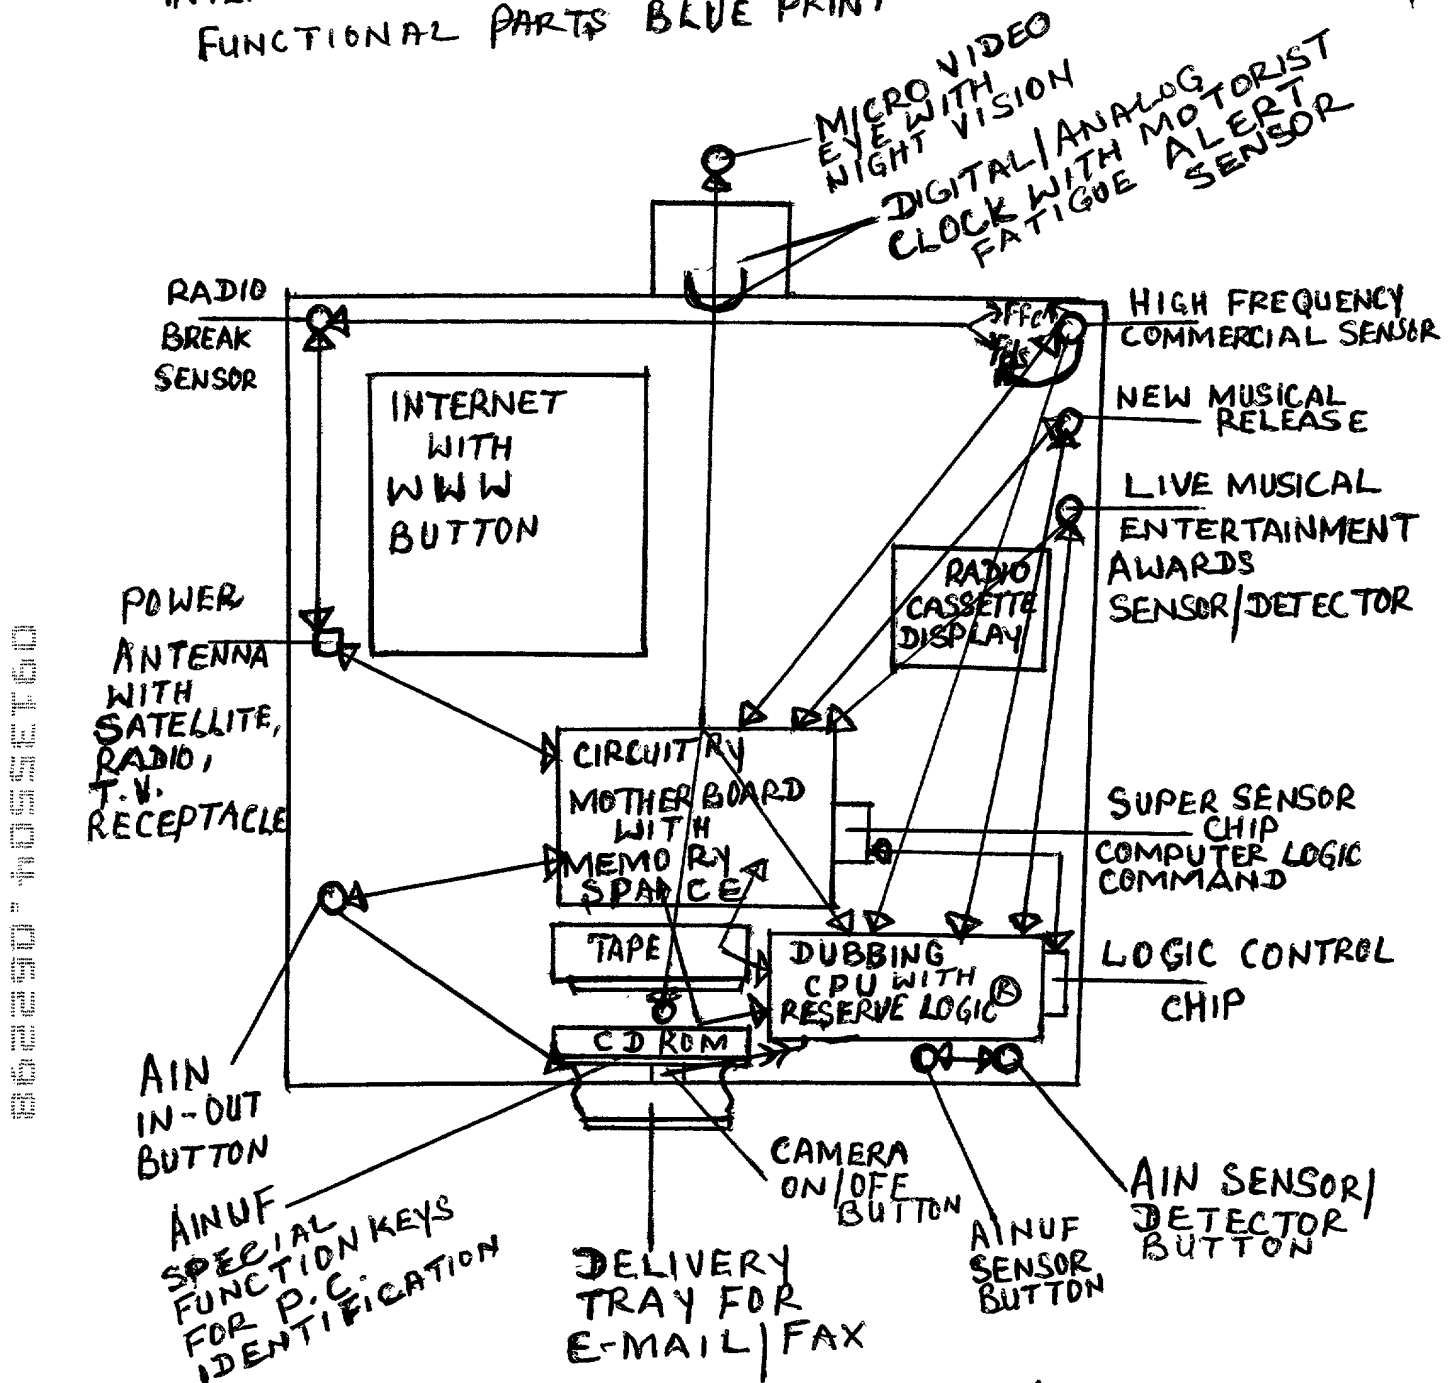 FUNCTIONAL PARTS BLUE PRINT
MICRO VIDEO
EYE WITH
NIGHT VISION
DIGITAL/ANALOG
CLOCK WITH MOTORIST
FATIGUE ALERT
SENSOR
RADIO
BREAK
SENSOR
HIGH FREQUENCY
COMMERCIAL SENSOR
NEW MUSICAL
RELEASE
INTERNET
WITH
WWW
BUTTON
LIVE MUSICAL
ENTERTAINMENT
AWARDS
SENSOR/DETECTOR
RADIO
CASSETTE
DISPLAY
POWER
ANTENNA
WITH
SATELLITE,
RADIO,
T.V.
RECEPTACLE
CIRCUITRY
MOTHERBOARD
WITH
MEMORY
SPACE
SUPER SENSOR
CHIP
COMPUTER LOGIC
COMMAND
TAPE
DUBBING
CPU WITH
RESERVE LOGIC ®
LOGIC CONTROL
CHIP
CD ROM
AIN
IN-OUT
BUTTON
AINUF
SPECIAL
FUNCTION KEYS
FOR P.C.
IDENTIFICATION
CAMERA
ON/OFF
BUTTON
DELIVERY
TRAY FOR
E-MAIL/FAX
AINUF
SENSOR
BUTTON
AIN SENSOR/
DETECTOR
BUTTON